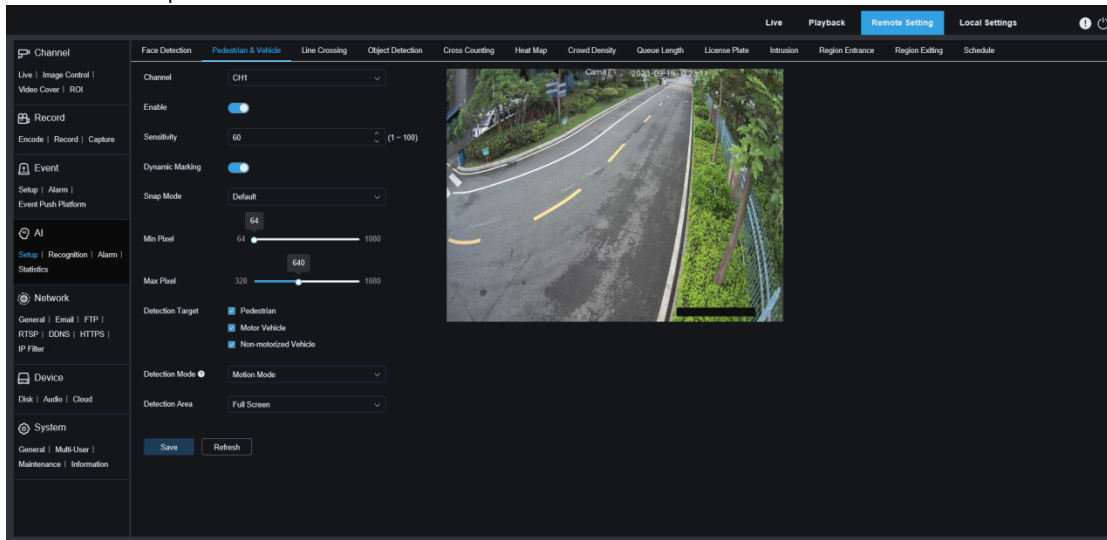 Live Playback Remote Setting Local Settings
Channel
Live | Image Control |
Video Cover | ROI
Record
Encode | Record | Capture
Event
Setup | Alarm |
Event Push Platform
AI
Setup | Recognition | Alarm |
Statistics
Network
General | Email | FTP |
RTSP | DDNS | HTTPS |
IP Filter
Device
Disk | Audio | Cloud
System
General | Multi-User |
Maintenance | Information
Face Detection Pedestrian & Vehicle Line Crossing Object Detection Cross Counting Heat Map Crowd Density Queue Length License Plate Intrusion Region Entrance Region Exiting Schedule
Channel CH1
Enable
Sensitivity 60 (1 ~ 100)
Dynamic Marking
Snap Mode Default
64
Min Pixel 64 1080
640
Max Pixel 320 1080
Detection Target Pedestrian
Motor Vehicle
Non-motorized Vehicle
Detection Mode Motion Mode
Detection Area Full Screen
Save Refresh